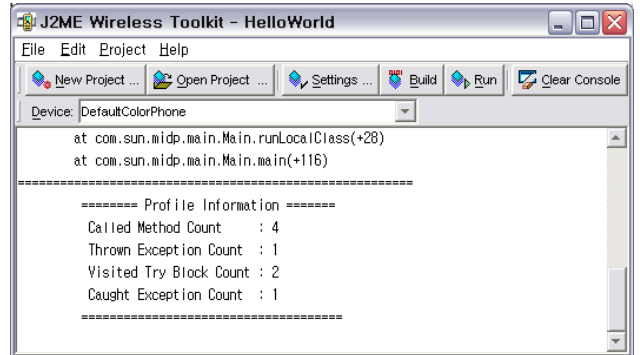 J2ME Wireless Toolkit - HelloWorld
File Edit Project Help
New Project ... Open Project ... Settings ... Build Run Clear Console
Device: DefaultColorPhone
at com.sun.midp.main.Main.runLocalClass(+28)
at com.sun.midp.main.Main.main(+116)
========================================================
======== Profile Information =======
Called Method Count : 4
Thrown Exception Count : 1
Visited Try Block Count : 2
Caught Exception Count : 1
=====================================